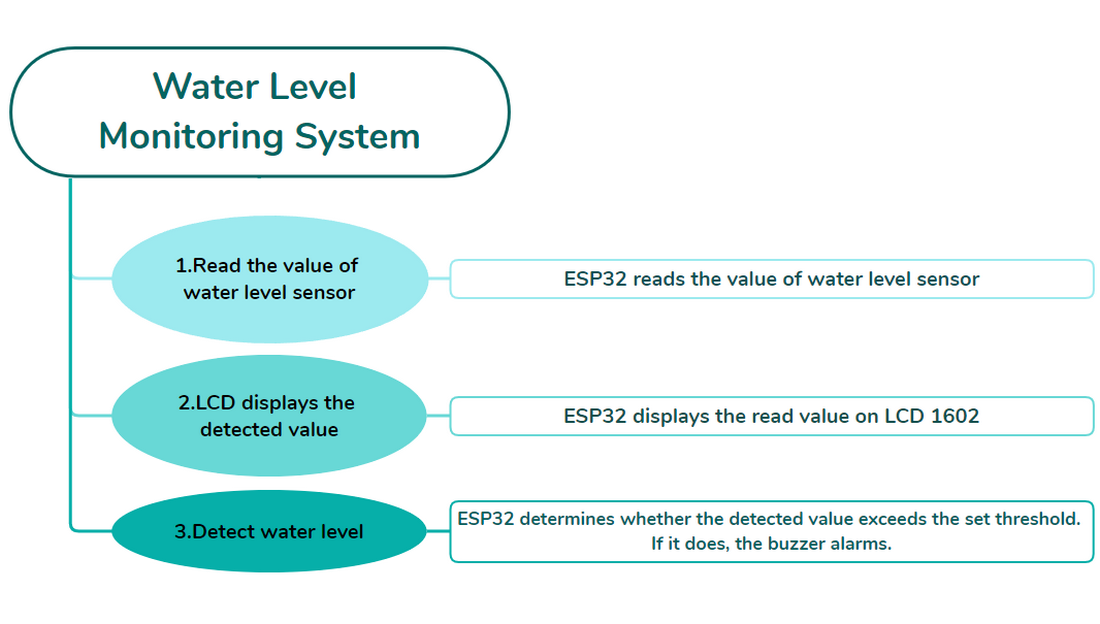 Water Level
Monitoring System
1.Read the value of
water level sensor
ESP32 reads the value of water level sensor
2.LCD displays the
detected value
ESP32 displays the read value on LCD 1602
3.Detect water level
ESP32 determines whether the detected value exceeds the set threshold.
If it does, the buzzer alarms.